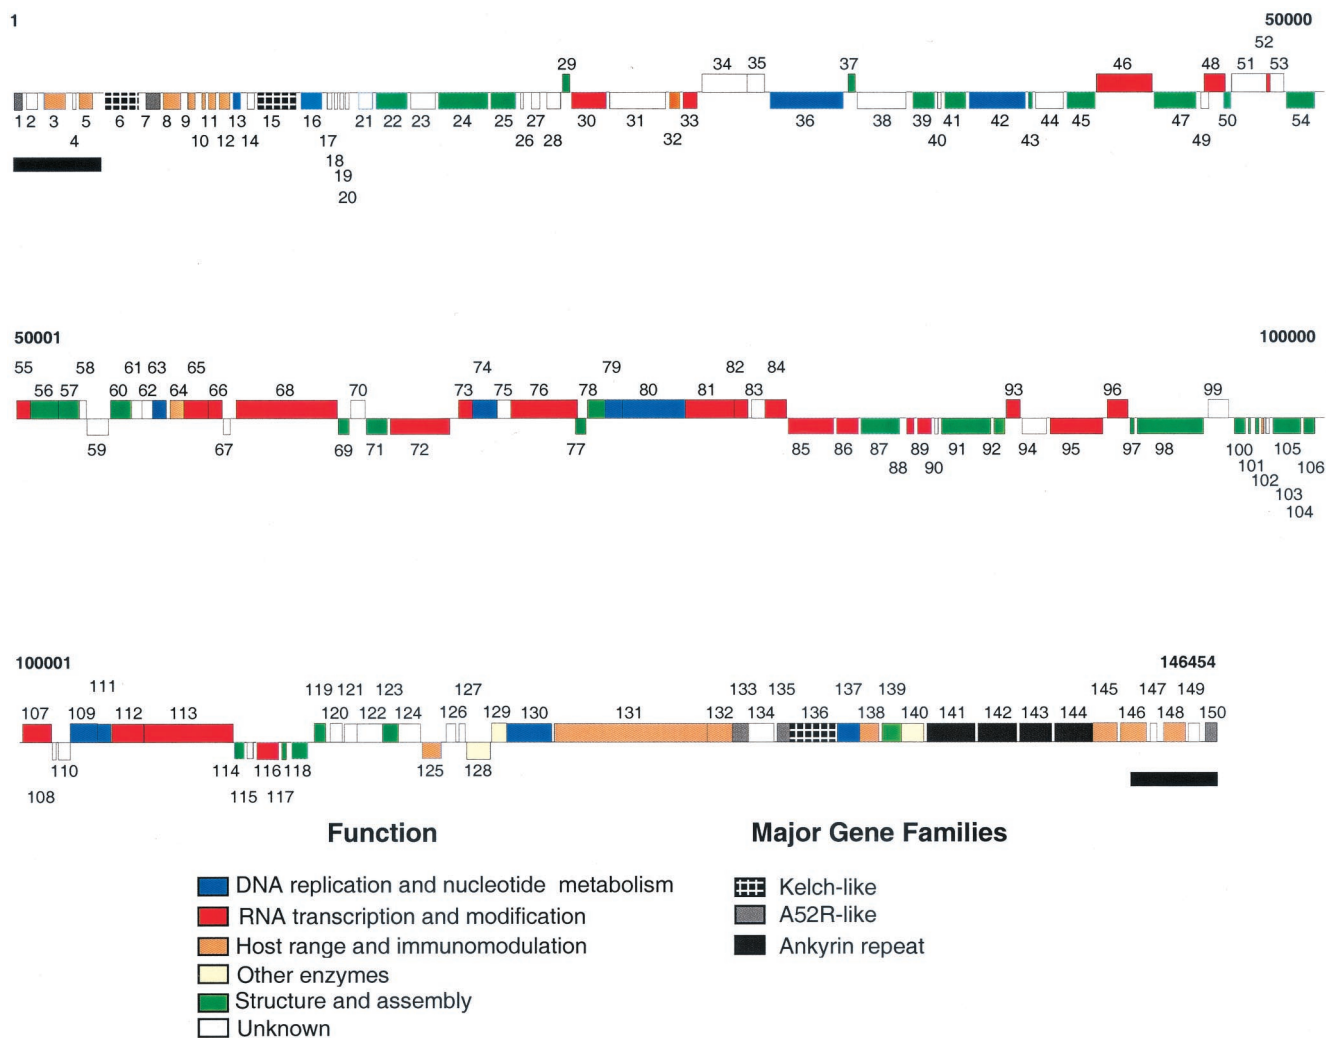 1 50000
52
29 37 34 35 46 48 51 53
1 2 3 5 6 7 8 9 11 13 15 16 21 22 23 24 25 27 30 31 33 36 38 39 41 42 44 45 47 50 54
4 10 12 14 17 26 28 32 40 43 49
18
19
20
50001 100000
55 58 61 63 65 70 74 79 82 84 93 96 99
56 57 60 62 64 66 68 73 75 76 78 80 81 83
59 67 69 71 72 77 85 86 87 89 91 92 94 95 97 98 100 105
88 90 101 106
102
103
104
100001 146454
111 119 121 123 127 133 135 137 139 145 147 149
107 109 112 113 120 122 124 126 129 130 131 132 134 136 138 140 141 142 143 144 146 148 150
110 114 116 118 125 128
108 115 117
Function Major Gene Families
DNA replication and nucleotide metabolism Kelch-like
RNA transcription and modification A52R-like
Host range and immunomodulation Ankyrin repeat
Other enzymes
Structure and assembly
Unknown